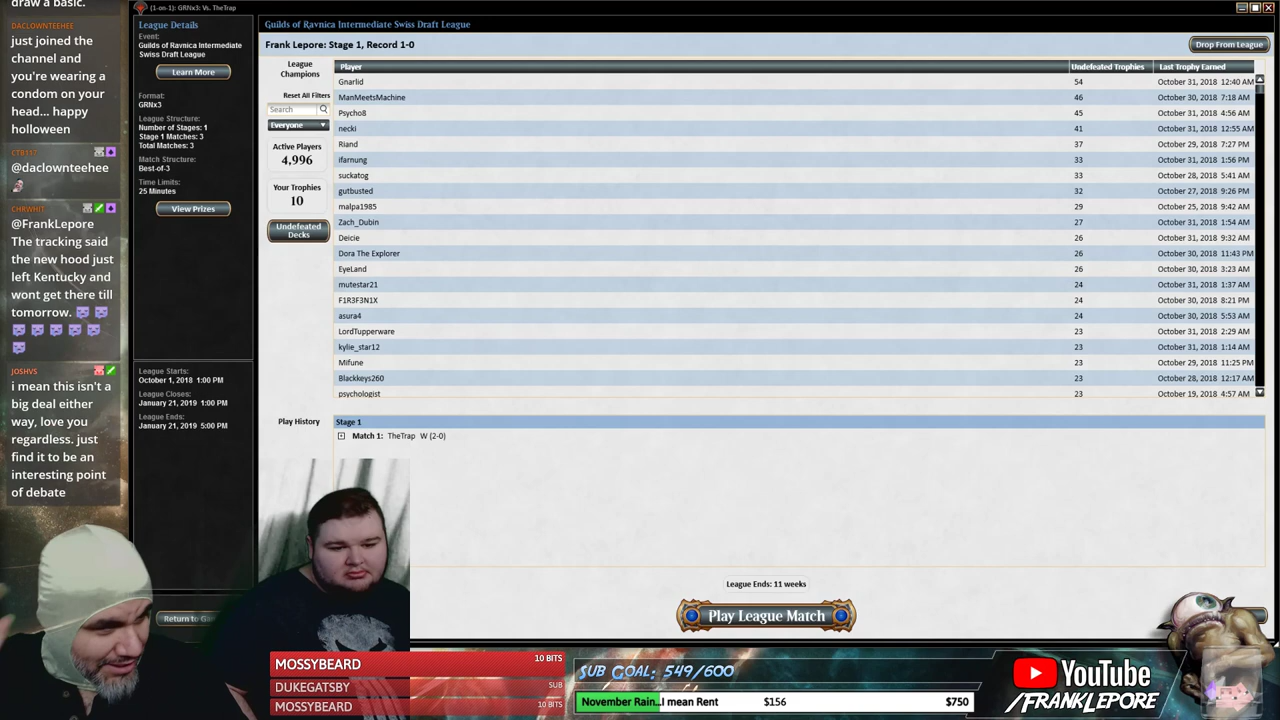 draw a basic.
DACLOWNTEEHEE
just joined the
channel and
you're wearing a
condom on your
head... happy
holloween
CTB317
@daclownteehee
CHRWHIT
@FrankLepore
The tracking said
the new hood just
left Kentucky and
wont get there till
tomorrow.
JOSHVS
i mean this isn't a
big deal either
way, love you
regardless. just
find it to be an
interesting point
of debate
(1-on-1): GRNx3: Vs. TheTrap
League Details
Event:
Guilds of Ravnica Intermediate
Swiss Draft League
Learn More
Format:
GRNx3
League Structure:
Number of Stages: 1
Stage 1 Matches: 3
Total Matches: 3
Match Structure:
Best-of-3
Time Limits:
25 Minutes
View Prizes
League Starts:
October 1, 2018 1:00 PM
League Closes:
January 21, 2019 1:00 PM
League Ends:
January 21, 2019 5:00 PM
Return to
Guilds of Ravnica Intermediate Swiss Draft League
Frank Lepore: Stage 1, Record 1-0
Drop From League
League
Champions
Reset All Filters
Search
Everyone
Active Players
4,996
Your Trophies
10
Undefeated
Decks
Player Undefeated Trophies Last Trophy Earned
Gnarlid 54 October 31, 2018 12:40 AM
ManMeetsMachine 46 October 30, 2018 7:18 AM
Psycho8 45 October 31, 2018 4:56 AM
necki 41 October 31, 2018 12:55 AM
Riand 37 October 29, 2018 7:27 PM
ifarnung 33 October 31, 2018 1:56 PM
suckatog 33 October 28, 2018 5:41 AM
gutbusted 32 October 27, 2018 9:26 PM
malpa1985 29 October 25, 2018 9:42 AM
Zach_Dubin 27 October 31, 2018 1:54 AM
Deicie 26 October 31, 2018 9:32 AM
Dora The Explorer 26 October 30, 2018 11:43 PM
EyeLand 26 October 30, 2018 3:23 AM
mutestar21 24 October 31, 2018 1:37 AM
F1R3F3N1X 24 October 30, 2018 8:21 PM
asura4 24 October 30, 2018 5:53 AM
LordTupperware 23 October 31, 2018 2:29 AM
kylie_star12 23 October 31, 2018 1:14 AM
Mifune 23 October 29, 2018 11:25 PM
Blackkeys260 23 October 28, 2018 12:17 AM
psychologist 23 October 19, 2018 4:57 AM
Play History
Stage 1
Match 1: TheTrap W (2-0)
League Ends: 11 weeks
Play League Match
MOSSYBEARD 10 BITS
DUKEGATSBY SUB
MOSSYBEARD 10 BITS
SUB GOAL: 549/600
November Rain...I mean Rent $156 $750
YouTube
/FRANKLEPORE